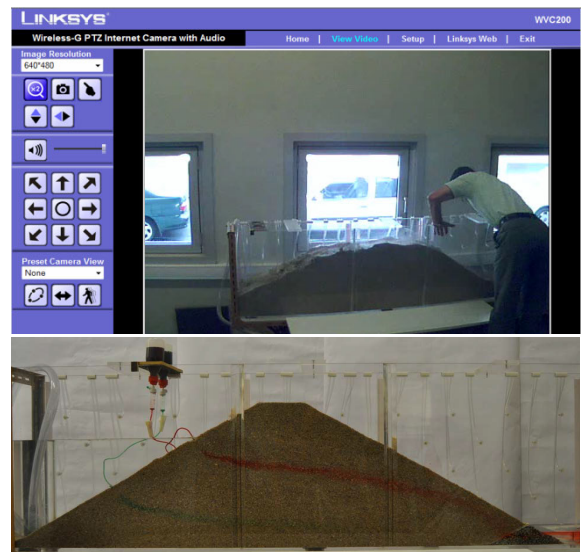 LINKSYS®
WVC200
Wireless-G PTZ Internet Camera with Audio
Home | View Video | Setup | Linksys Web | Exit
Image Resolution
640*480
x2
Preset Camera View
None